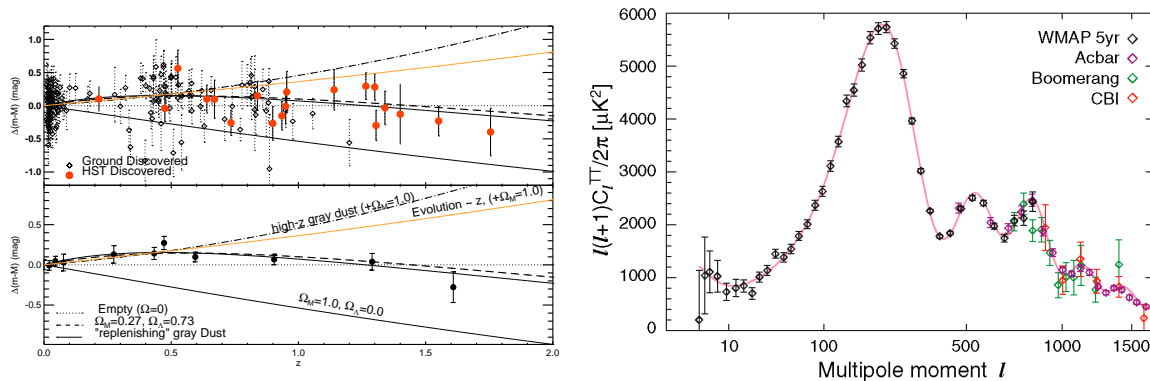 1.0
0.5
0.0
-0.5
-1.0
Δ(m-M) (mag)
Ground Discovered
HST Discovered
0.5
0.0
-0.5
Δ(m-M) (mag)
high-z gray dust (+Ω_M=1.0)
Evolution ~ z, (+Ω_M=1.0)
Ω_M=1.0, Ω_Λ=0.0
Empty (Ω=0)
Ω_M=0.27, Ω_Λ=0.73
"replenishing" gray Dust
0.0 0.5 1.0 1.5 2.0
z
6000
5000
4000
3000
2000
1000
0
l(l+1)C_l^TT/2π [μK²]
WMAP 5yr
Acbar
Boomerang
CBI
10 100 500 1000 1500
Multipole moment l